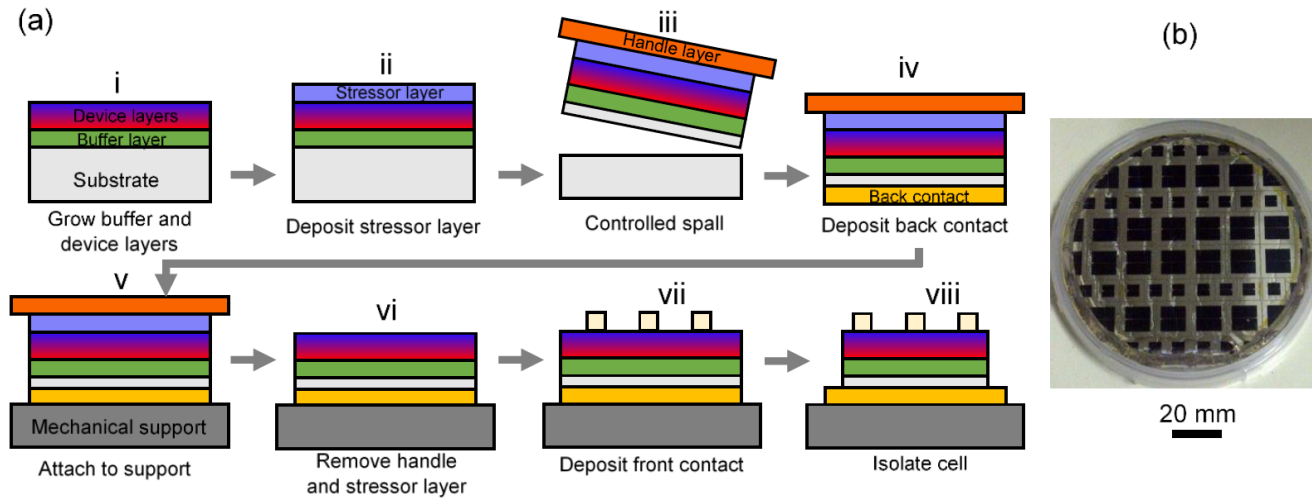 (a)
i
Device layers
Buffer layer
Substrate
Grow buffer and
device layers
ii
Stressor layer
Deposit stressor layer
iii
Handle layer
Controlled spall
iv
Back contact
Deposit back contact
v
Mechanical support
Attach to support
vi
Remove handle
and stressor layer
vii
Deposit front contact
viii
Isolate cell
(b)
20 mm